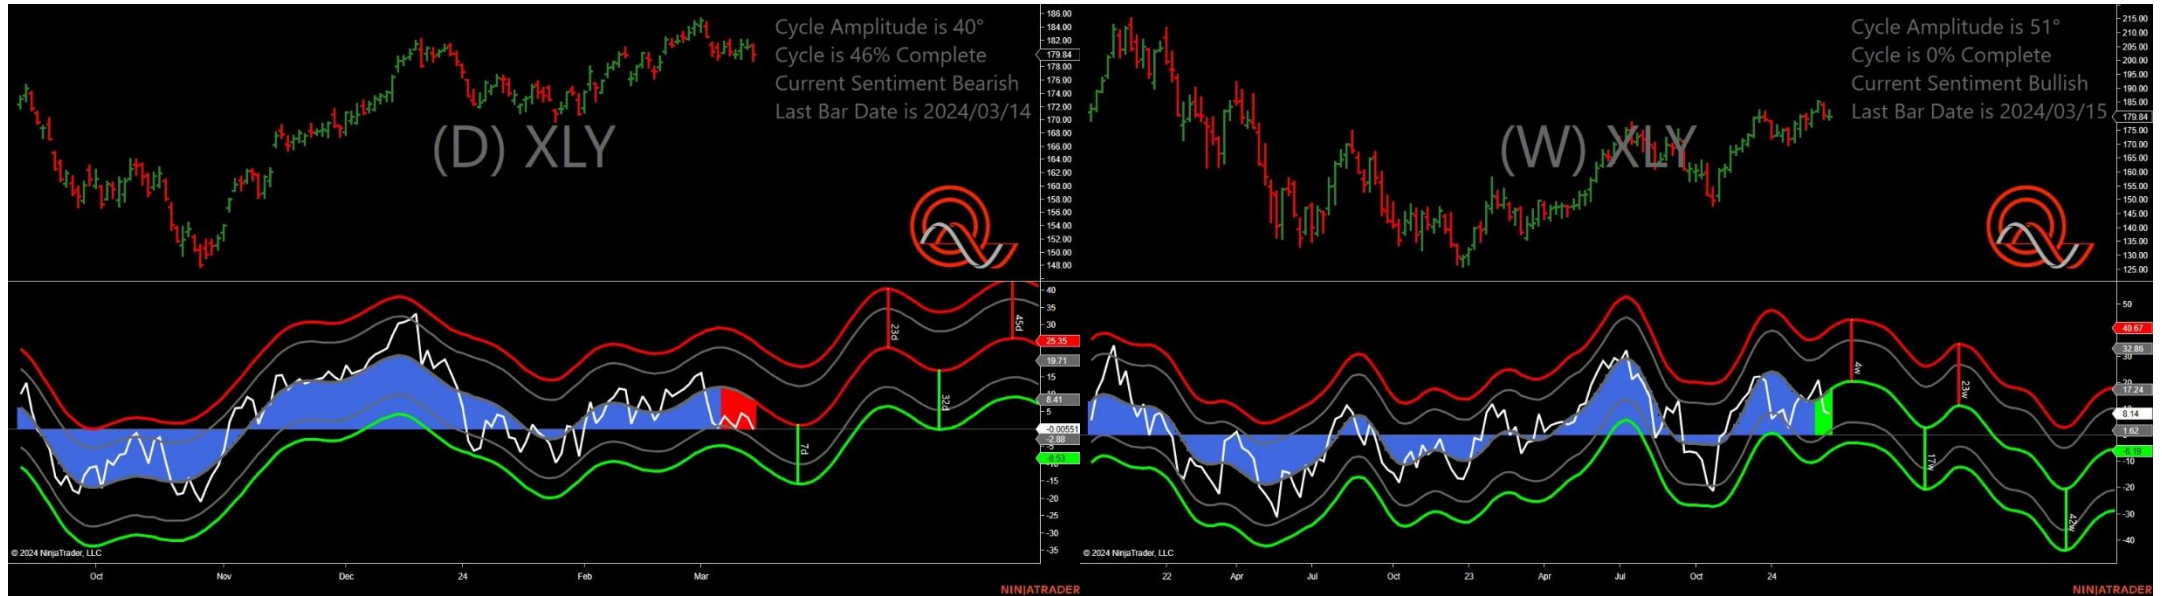 Cycle Amplitude is 40°
Cycle is 46% Complete
Current Sentiment Bearish
Last Bar Date is 2024/03/14
(D) XLY
186.00
184.00
182.00
179.84
178.00
176.00
174.00
172.00
170.00
168.00
166.00
164.00
162.00
160.00
158.00
156.00
154.00
152.00
150.00
148.00
40
35
30
25.35
19.71
15
8.41
5
-0.00551
-2.88
-8.53
-15
-20
-25
-30
-35
23d
45d
32d
7d
© 2024 NinjaTrader, LLC
Oct
Nov
Dec
24
Feb
Mar
NINJATRADER
Cycle Amplitude is 51°
Cycle is 0% Complete
Current Sentiment Bullish
Last Bar Date is 2024/03/15
(W) XLY
215.00
210.00
205.00
200.00
195.00
190.00
185.00
179.84
175.00
170.00
165.00
160.00
155.00
150.00
145.00
140.00
135.00
130.00
125.00
50
40.67
32.86
30
17.24
8.14
1.62
-6.19
-10
-20
-30
-40
4w
23w
17w
42w
© 2024 NinjaTrader, LLC
22
Apr
Jul
Oct
23
Apr
Jul
Oct
24
NINJATRADER